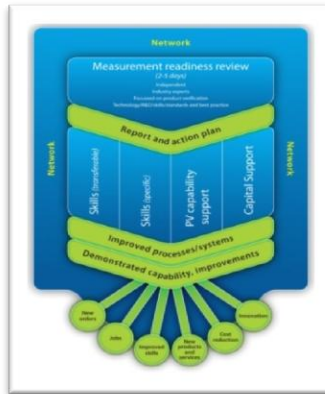 Network
Measurement readiness review
(2-5 days)
Independent
Industry experts
Focussed on product verification
Technology/R&D/skills/standards and best practice
Report and action plan
Network
Network
Skills (transferable)
Skills (specific)
PV capability
support
Capital Support
Improved processes/systems
Demonstrated capability, improvements
New
orders
Jobs
Improved
skills
New
products
and
services
Cost
reduction
Innovation